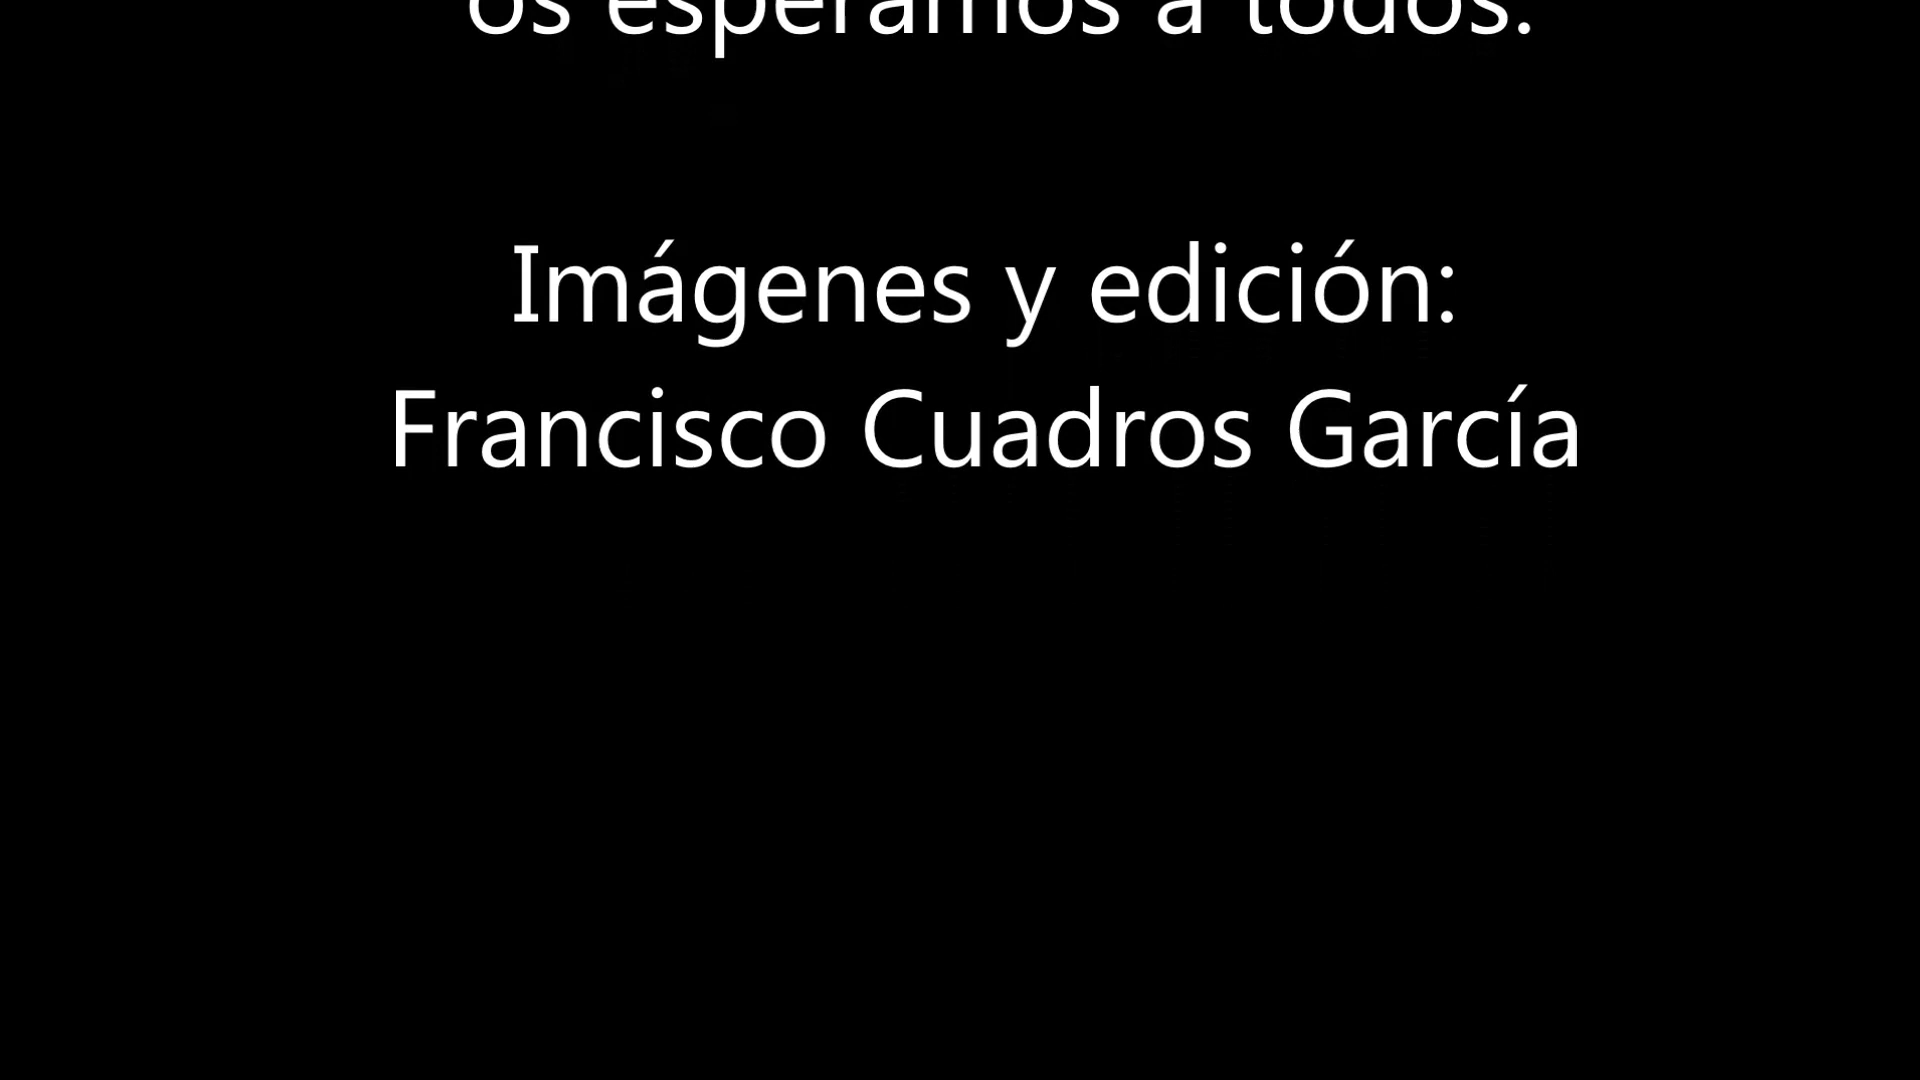 os esperamos a todos.
Imágenes y edición:
Francisco Cuadros García